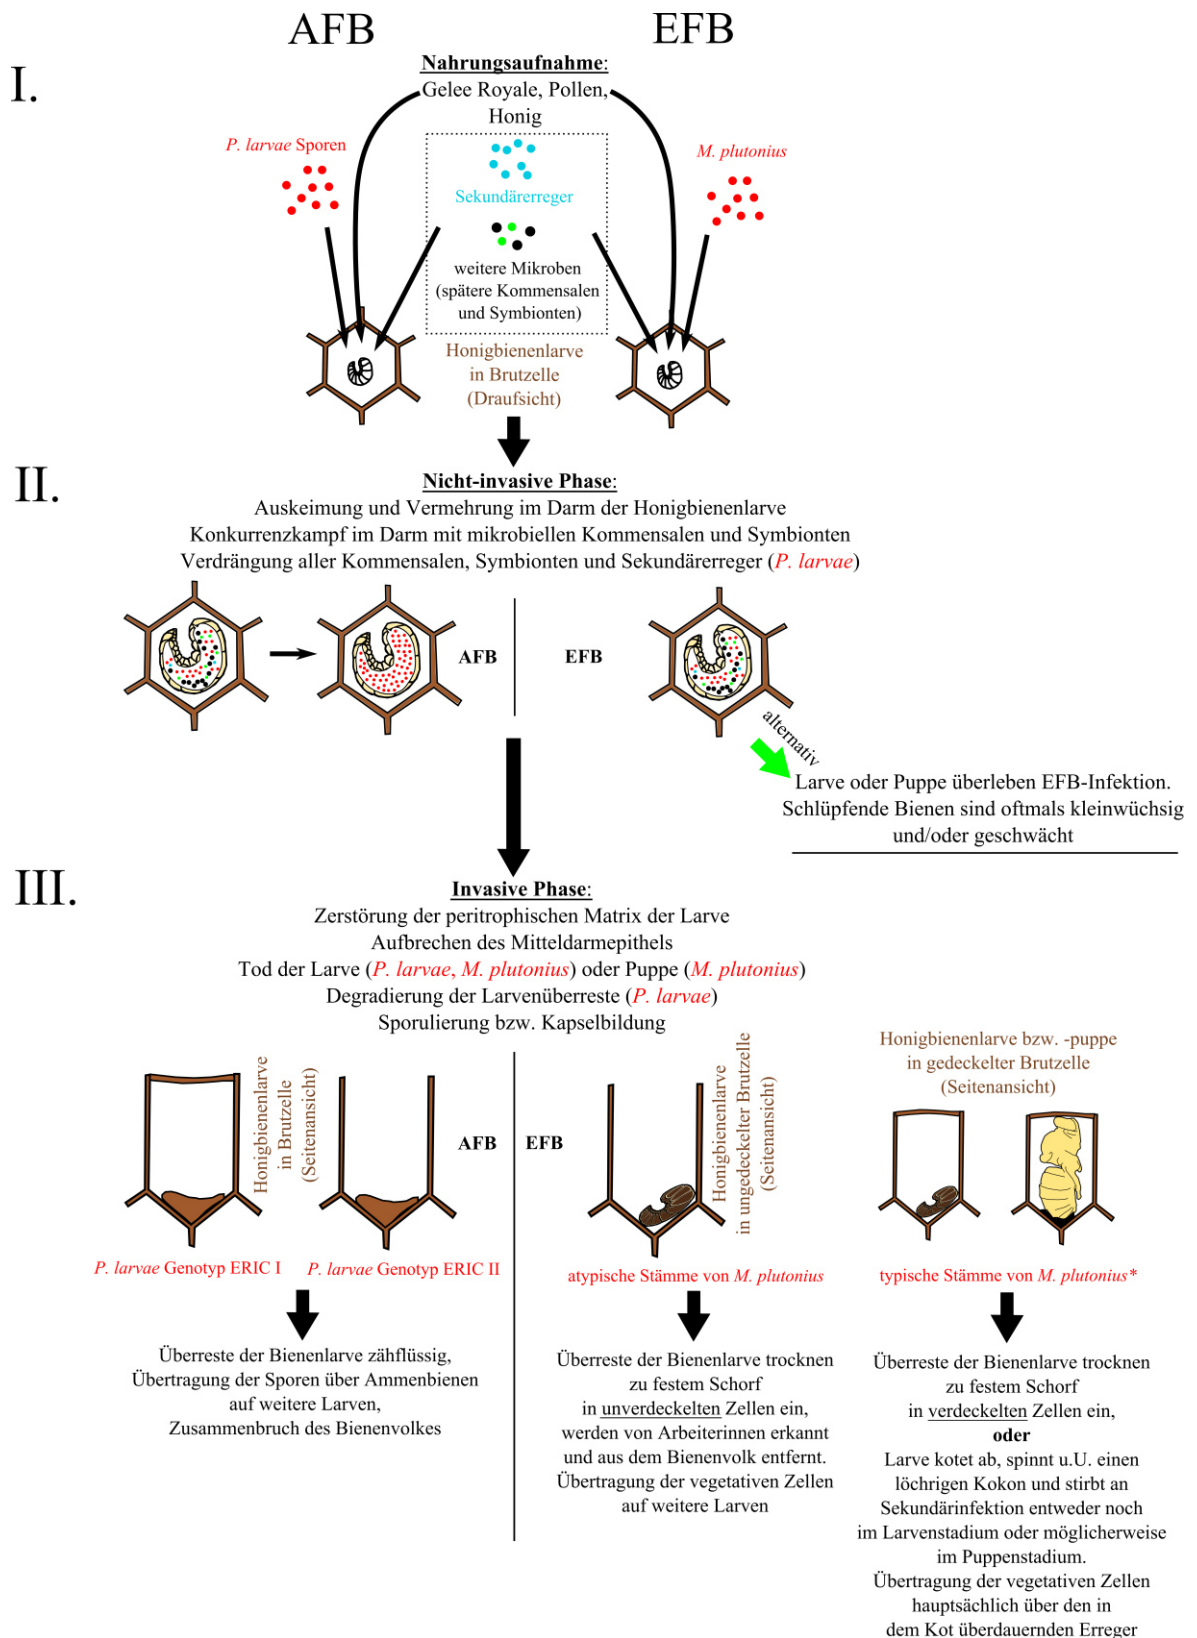 AFB
EFB
I.
Nahrungsaufnahme:
Gelee Royale, Pollen,
Honig
P. larvae Sporen
M. plutonius
Sekundärerreger
weitere Mikroben
(spätere Kommensalen
und Symbionten)
Honigbienenlarve
in Brutzelle
(Draufsicht)
II.
Nicht-invasive Phase:
Auskeimung und Vermehrung im Darm der Honigbienenlarve
Konkurrenzkampf im Darm mit mikrobiellen Kommensalen und Symbionten
Verdrängung aller Kommensalen, Symbionten und Sekundärerreger (P. larvae)
AFB
EFB
alternativ
Larve oder Puppe überleben EFB-Infektion.
Schlüpfende Bienen sind oftmals kleinwüchsig
und/oder geschwächt
III.
Invasive Phase:
Zerstörung der peritrophischen Matrix der Larve
Aufbrechen des Mitteldarmepithels
Tod der Larve (P. larvae, M. plutonius) oder Puppe (M. plutonius)
Degradierung der Larvenüberreste (P. larvae)
Sporulierung bzw. Kapselbildung
Honigbienenlarve
in Brutzelle
(Seitenansicht)
AFB
EFB
Honigbienenlarve
in ungedeckelter Brutzelle
(Seitenansicht)
Honigbienenlarve bzw. -puppe
in gedeckelter Brutzelle
(Seitenansicht)
P. larvae Genotyp ERIC I
P. larvae Genotyp ERIC II
atypische Stämme von M. plutonius
typische Stämme von M. plutonius*
Überreste der Bienenlarve zähflüssig,
Übertragung der Sporen über Ammenbienen
auf weitere Larven,
Zusammenbruch des Bienenvolkes
Überreste der Bienenlarve trocknen
zu festem Schorf
in unverdeckelten Zellen ein,
werden von Arbeiterinnen erkannt
und aus dem Bienenvolk entfernt.
Übertragung der vegetativen Zellen
auf weitere Larven
Überreste der Bienenlarve trocknen
zu festem Schorf
in verdeckelten Zellen ein,
oder
Larve kotet ab, spinnt u.U. einen
löchrigen Kokon und stirbt an
Sekundärinfektion entweder noch
im Larvenstadium oder möglicherweise
im Puppenstadium.
Übertragung der vegetativen Zellen
hauptsächlich über den in
dem Kot überdauernden Erreger